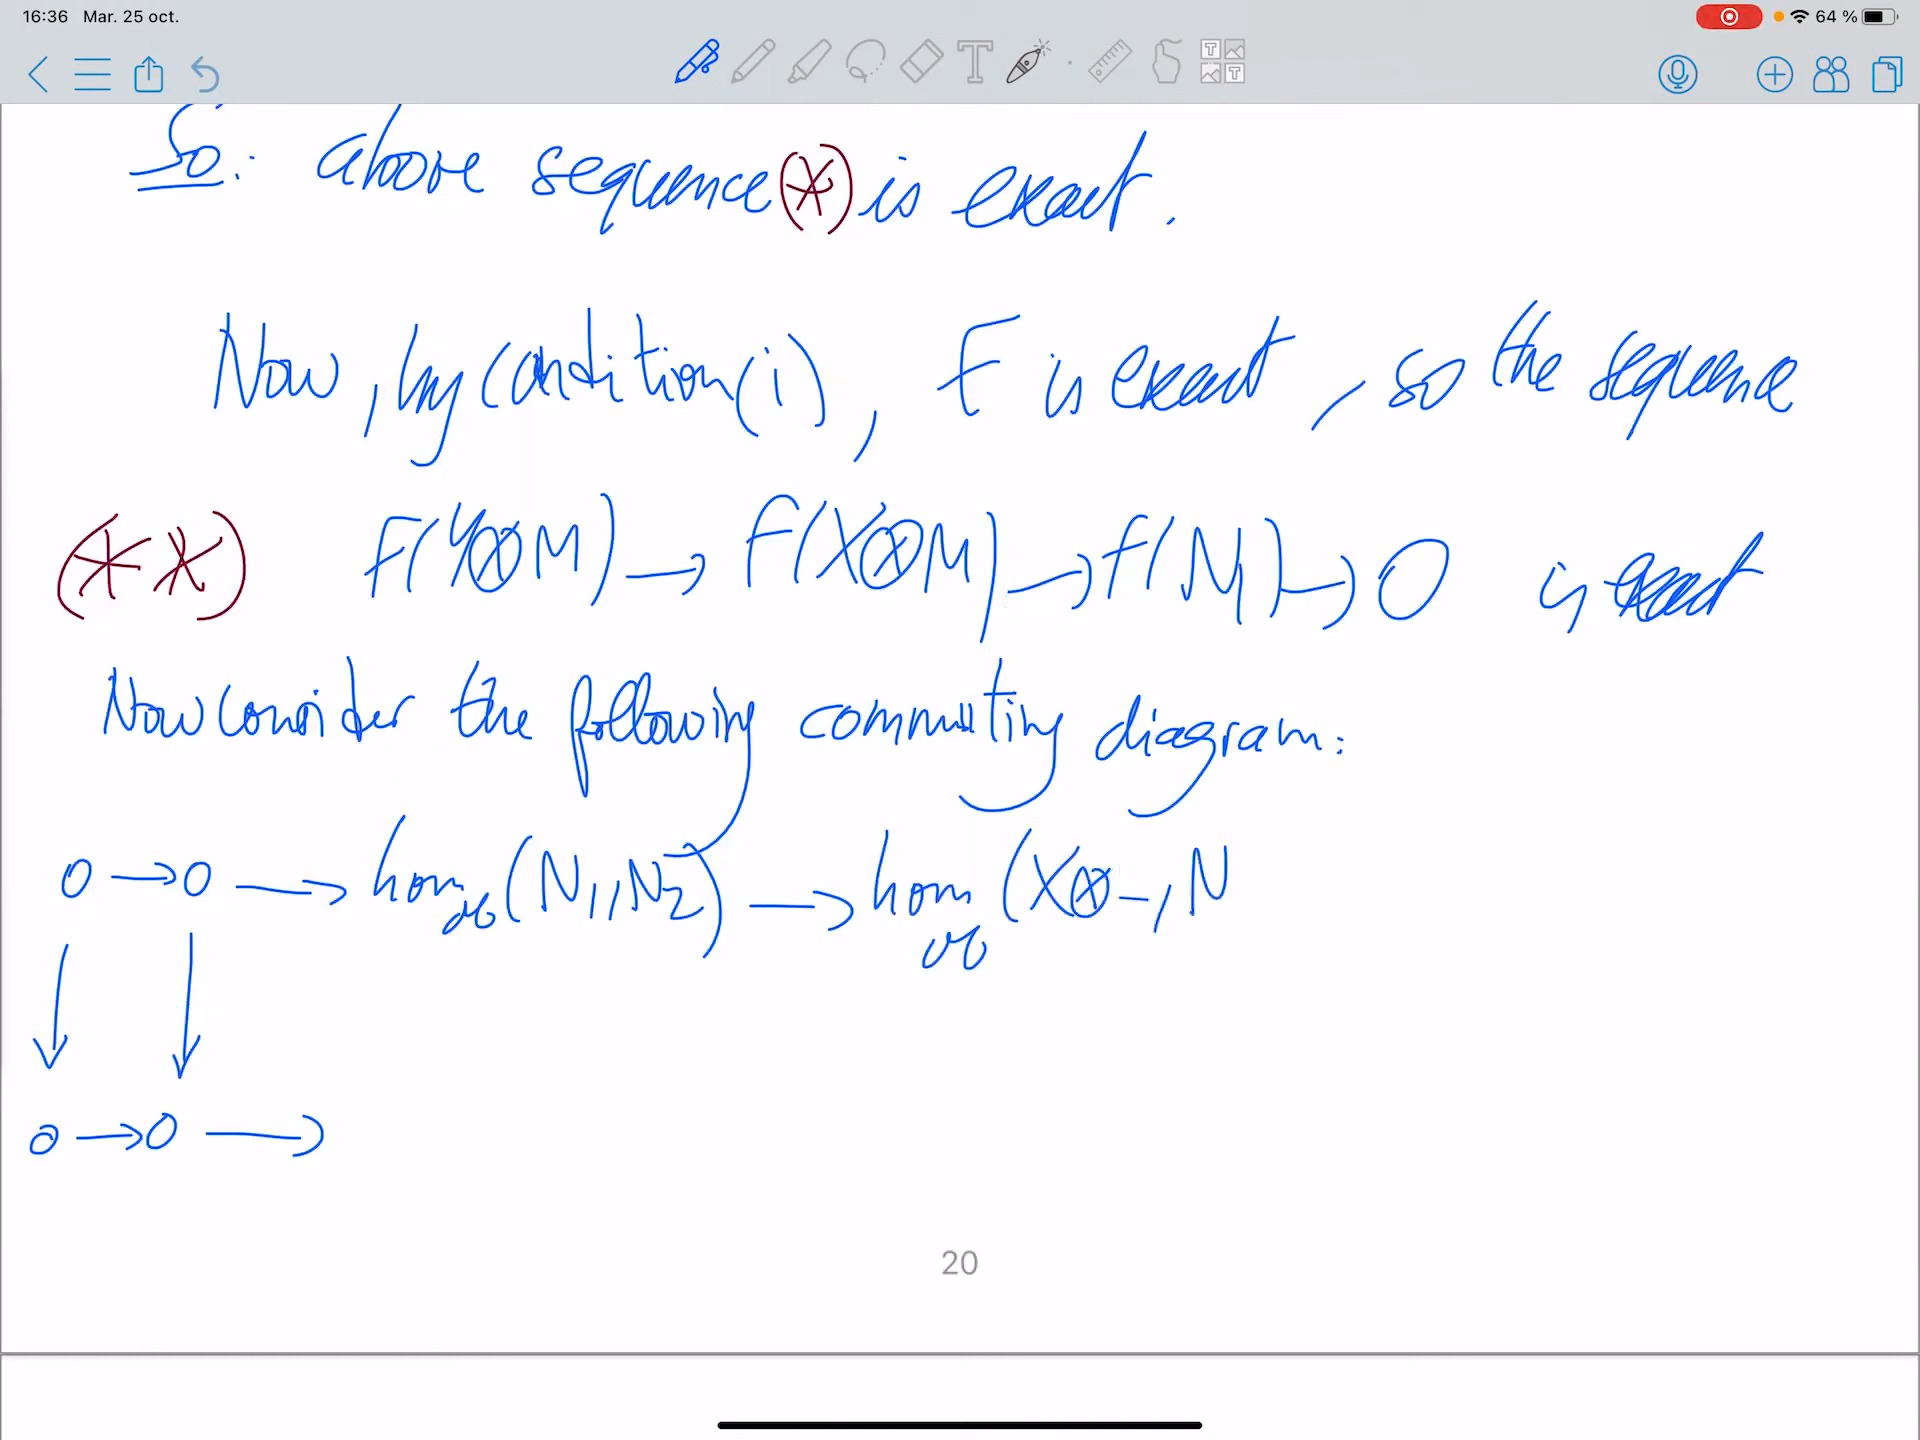 16:36 Mar. 25 oct. 64 %
So: above sequence (*) is exact.
Now, by condition (i), F is exact, so the sequence
(**) F(Y⊗M) → F(X⊗M) → F(N₁) → 0 is exact
Now consider the following commuting diagram:
0 → 0 → hom (N₁, N₂) → hom (X⊗-, N
0 → 0 →
20